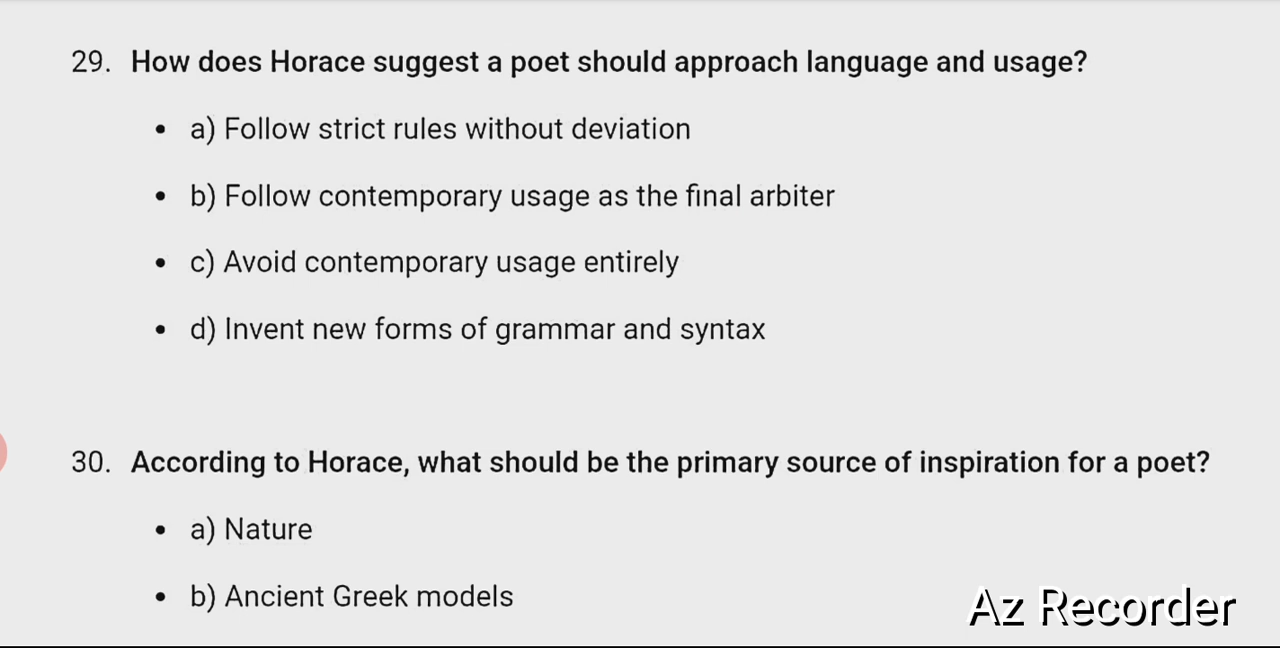 29. How does Horace suggest a poet should approach language and usage?
• a) Follow strict rules without deviation
• b) Follow contemporary usage as the final arbiter
• c) Avoid contemporary usage entirely
• d) Invent new forms of grammar and syntax
30. According to Horace, what should be the primary source of inspiration for a poet?
• a) Nature
• b) Ancient Greek models
Az Recorder